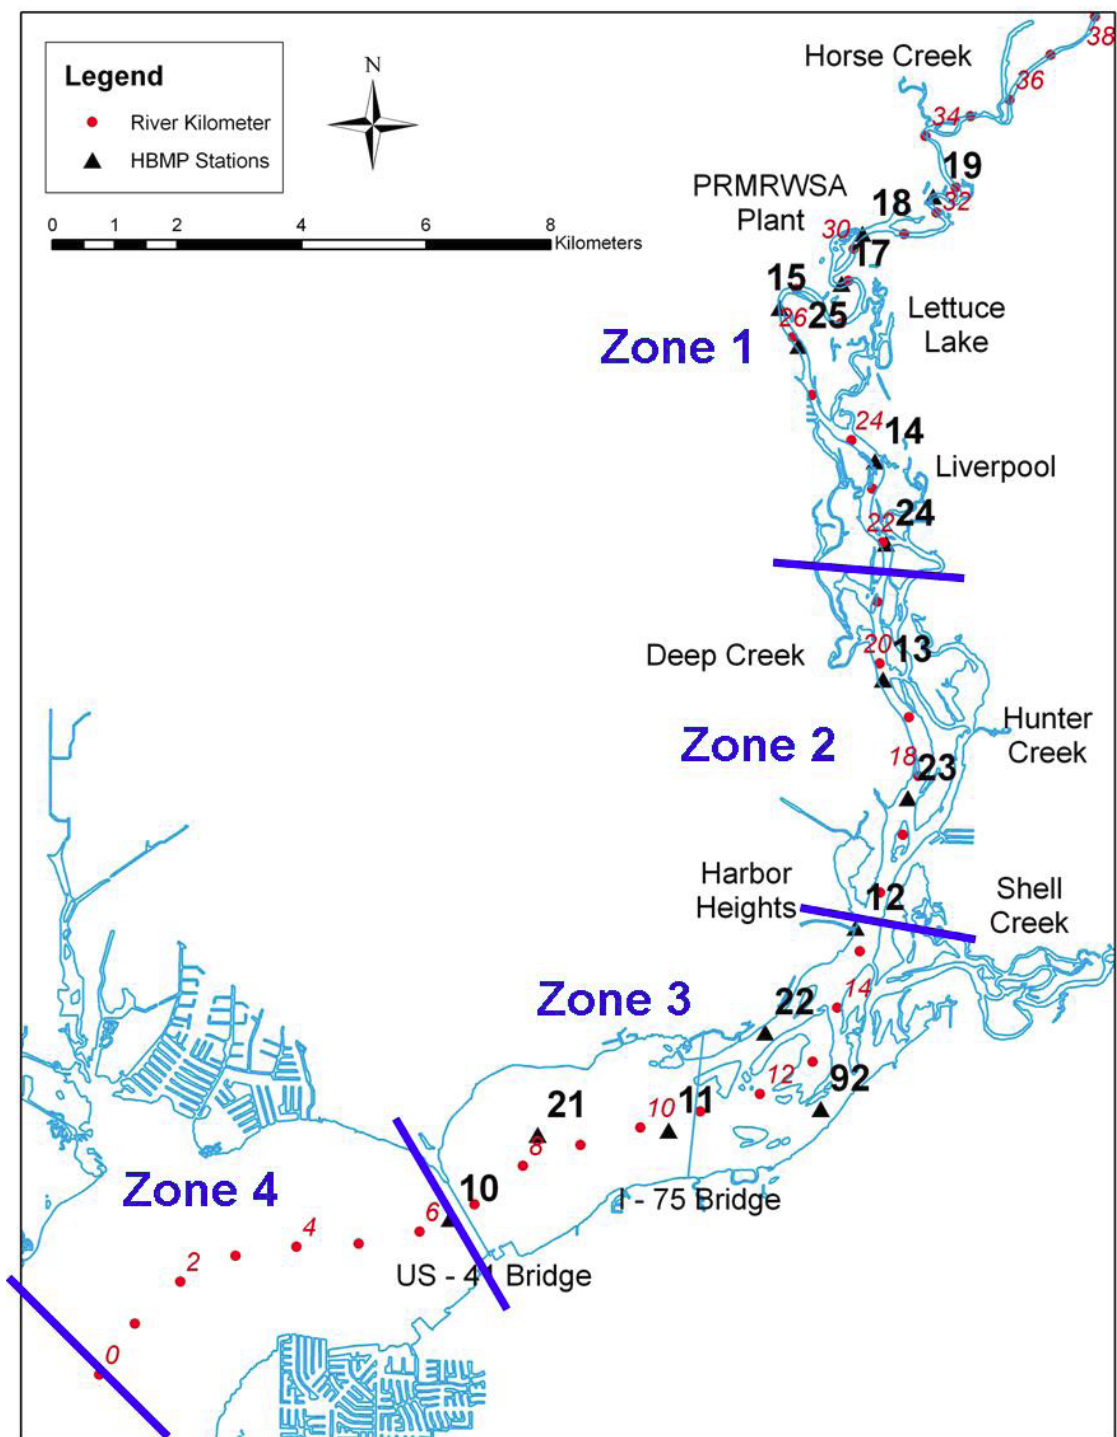 Legend
River Kilometer
HBMP Stations
N
0 1 2 4 6 8
Kilometers
38
Horse Creek
36
34
19
PRMRWSA
Plant
18
32
30
17
15
Lettuce
Lake
26
25
Zone 1
24
14
Liverpool
22
24
Deep Creek
20
13
Hunter
Creek
Zone 2
18
23
Harbor
Heights
12
Shell
Creek
Zone 3
14
22
12
92
21
10
11
8
I - 75 Bridge
Zone 4
10
6
4
2
US - 41 Bridge
0